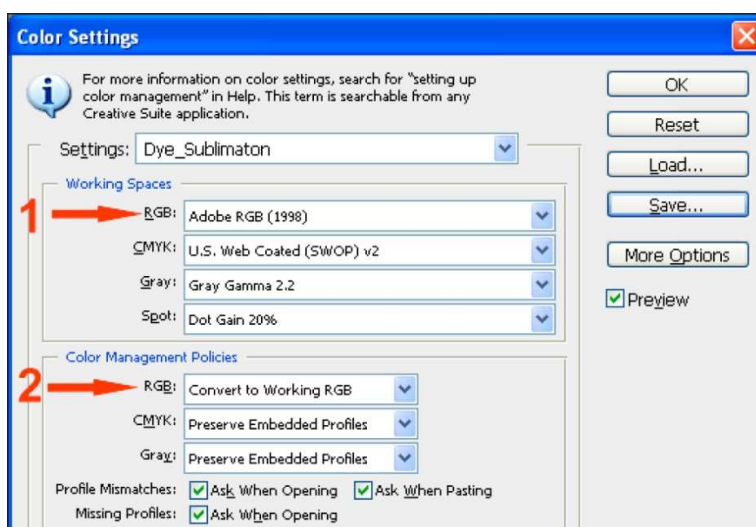 Color Settings
For more information on color settings, search for "setting up
color management" in Help. This term is searchable from any
Creative Suite application.
OK
Reset
Load...
Save...
More Options
Preview
Settings: Dye_Sublimaton
Working Spaces
1 RGB: Adobe RGB (1998)
CMYK: U.S. Web Coated (SWOP) v2
Gray: Gray Gamma 2.2
Spot: Dot Gain 20%
Color Management Policies
2 RGB: Convert to Working RGB
CMYK: Preserve Embedded Profiles
Gray: Preserve Embedded Profiles
Profile Mismatches: Ask When Opening Ask When Pasting
Missing Profiles: Ask When Opening